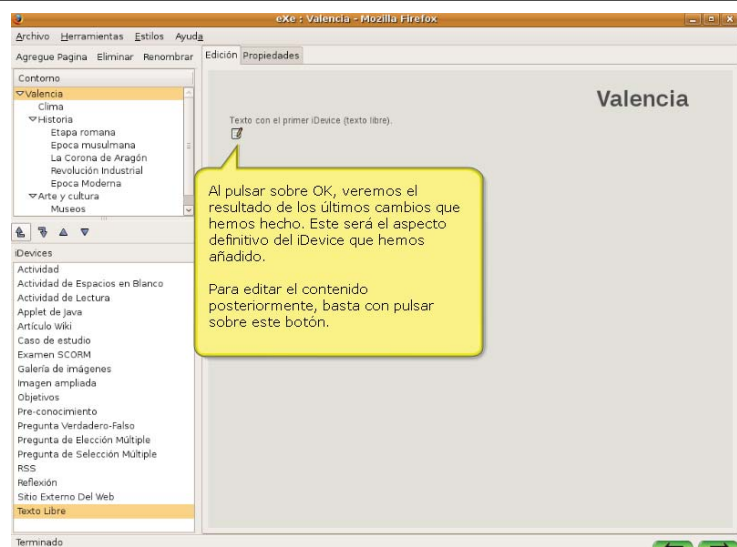 eXe : Valencia - Mozilla Firefox
Archivo Herramientas Estilos Ayuda
Agregue Pagina Eliminar Renombrar
Edición Propiedades
Contorno
Valencia
Clima
Historia
Etapa romana
Epoca musulmana
La Corona de Aragón
Revolución Industrial
Epoca Moderna
Arte y cultura
Museos
iDevices
Actividad
Actividad de Espacios en Blanco
Actividad de Lectura
Applet de Java
Artículo Wiki
Caso de estudio
Examen SCORM
Galería de imágenes
Imagen ampliada
Objetivos
Pre-conocimiento
Pregunta Verdadero-Falso
Pregunta de Elección Múltiple
Pregunta de Selección Múltiple
RSS
Reflexión
Sitio Externo Del Web
Texto Libre
Valencia
Texto con el primer iDevice (texto libre).
Al pulsar sobre OK, veremos el
resultado de los últimos cambios que
hemos hecho. Este será el aspecto
definitivo del iDevice que hemos
añadido.
Para editar el contenido
posteriormente, basta con pulsar
sobre este botón.
Terminado